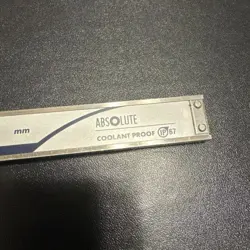 mm
ABSOLUTE
COOLANT PROOF IP67